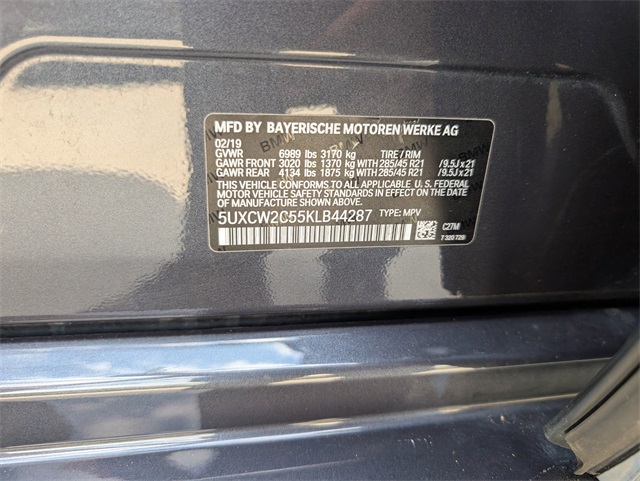 MFD BY BAYERISCHE MOTOREN WERKE AG
02/19
GVWR 6989 lbs 3170 kg TIRE / RIM
GAWR FRONT 3020 lbs 1370 kg WITH 285/45 R21 /9.5J x 21
GAWR REAR 4134 lbs 1875 kg WITH 285/45 R21 /9.5J x 21
THIS VEHICLE CONFORMS TO ALL APPLICABLE U. S. FEDERAL
MOTOR VEHICLE SAFETY STANDARDS IN EFFECT ON THE DATE OF
MANUFACTURE SHOWN ABOVE.
5UXCW2C55KLB44287 TYPE: MPV C27M
7 320 729